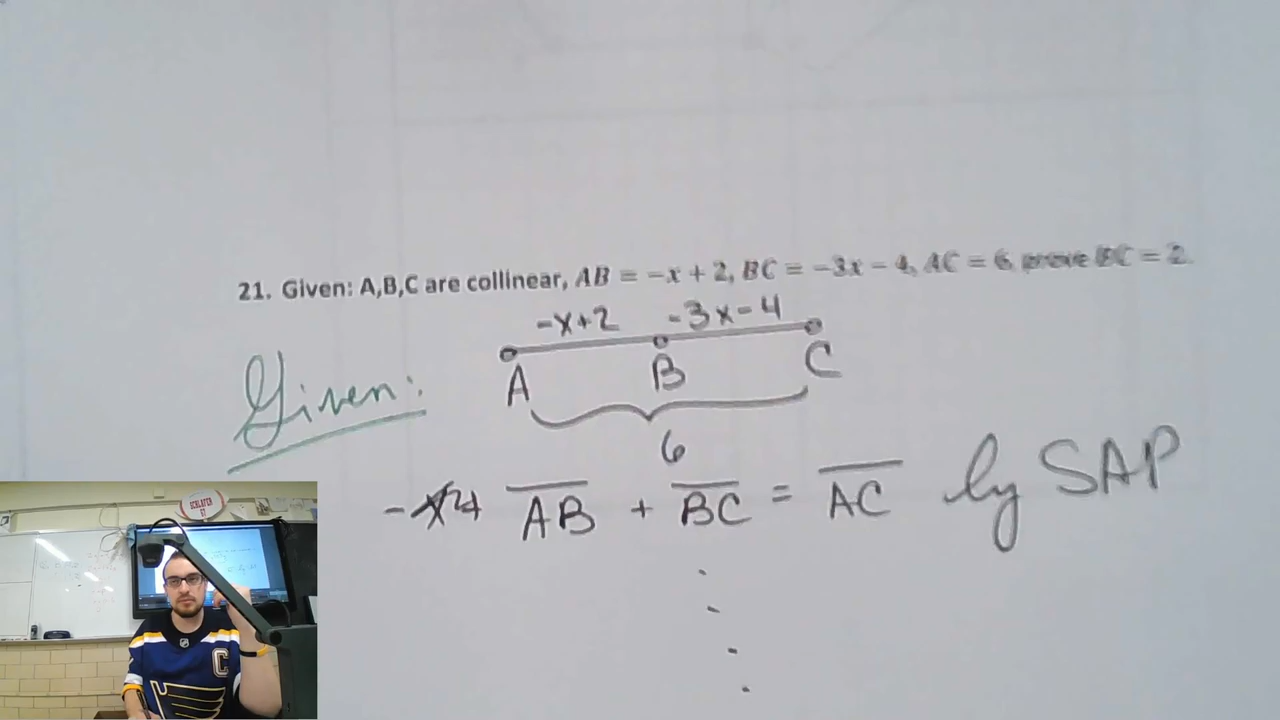 21. Given: A,B,C are collinear, AB = −x + 2, BC = −3x − 4, AC = 6, prove BC = 2.
-x+2 -3x-4
A B C
Given:
6
AB + BC = AC by SAP
SCHLAFER
C